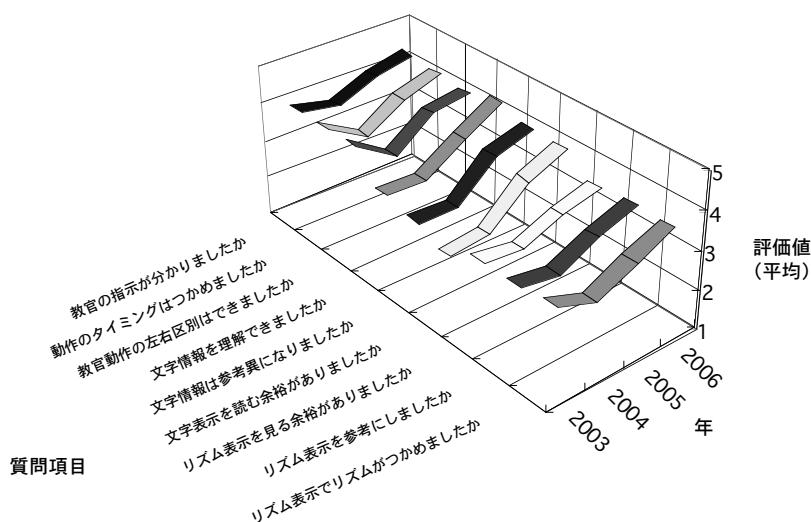 5
4
評価値
(平均)
3
2
1
教官の指示が分かりましたか
動作のタイミングはつかめましたか
教官動作の左右区別はできましたか
文字情報を理解できましたか
文字情報は参考異になりましたか
文字表示を読む余裕がありましたか
リズム表示を見る余裕がありましたか
リズム表示を参考にしましたか
リズム表示でリズムがつかめましたか
2006
2005
2004
2003
年
質問項目